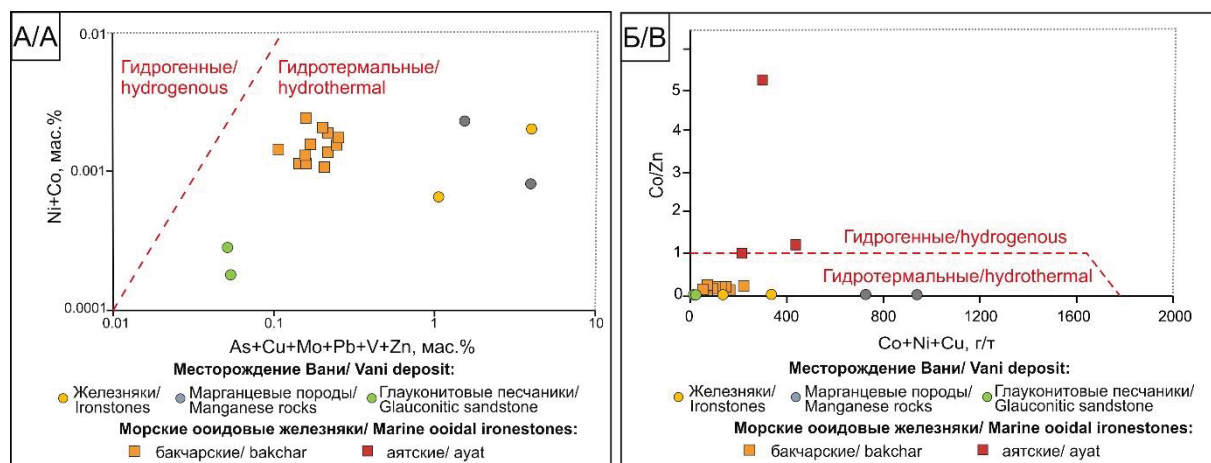 А/А
0.01
Гидрогенные/
hydrogenous
Гидротермальные/
hydrothermal
Ni+Co, мас.%
0.001
0.0001
0.01
0.1
1
10
As+Cu+Mo+Pb+V+Zn, мас.%
Месторождение Вани/ Vani deposit:
Железняки/
Ironstones
Марганцевые породы/
Manganese rocks
Глауконитовые песчаники/
Glauconitic sandstone
Морские ооидовые железняки/ Marine ooidal ironestones:
бакчарские/ bakchar
аятские/ ayat
Б/В
5
4
Co/Zn
3
2
1
0
Гидрогенные/hydrogenous
Гидротермальные/hydrothermal
0
400
800
1200
1600
2000
Co+Ni+Cu, г/т
Месторождение Вани/ Vani deposit:
Железняки/
Ironstones
Марганцевые породы/
Manganese rocks
Глауконитовые песчаники/
Glauconitic sandstone
Морские ооидовые железняки/ Marine ooidal ironestones:
бакчарские/ bakchar
аятские/ ayat